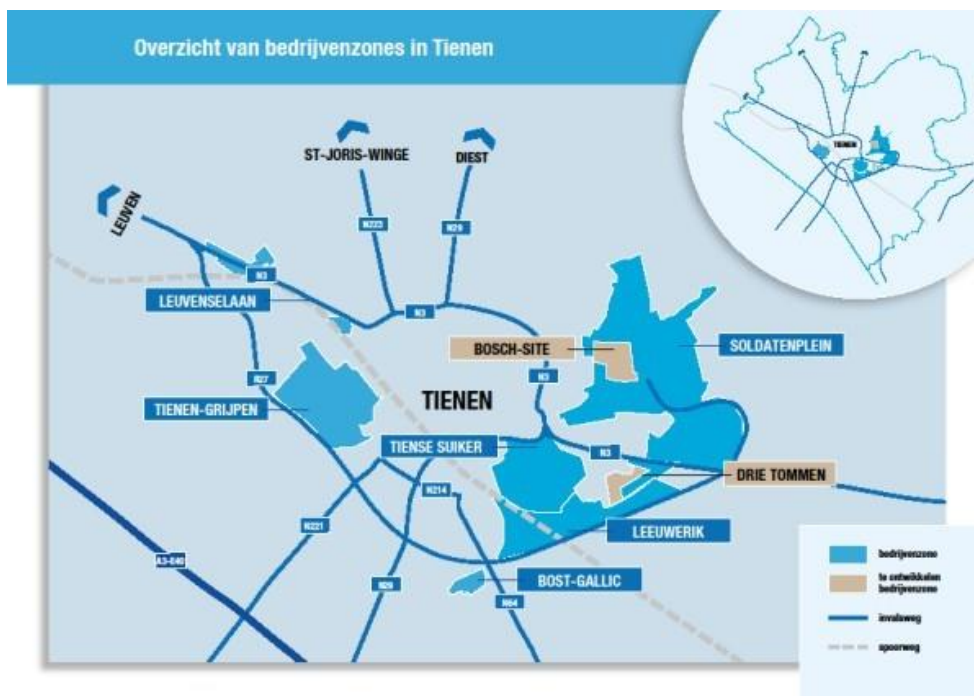 Overzicht van bedrijvenzones in Tienen
TIENEN
ST-JORIS-WINGE
DIEST
LEUVEN
N223
N29
N3
LEUVENSELAAN
N3
BOSCH-SITE
SOLDATENPLEIN
N3
N27
TIENEN
TIENEN-GRIJPEN
TIENSE SUIKER
N3
DRIE TOMMEN
N214
N221
LEEUWERIK
A3-E40
BOST-GALLIC
N29
N64
bedrijvenzone
te ontwikkelen
bedrijvenzone
invalsweg
spoorweg